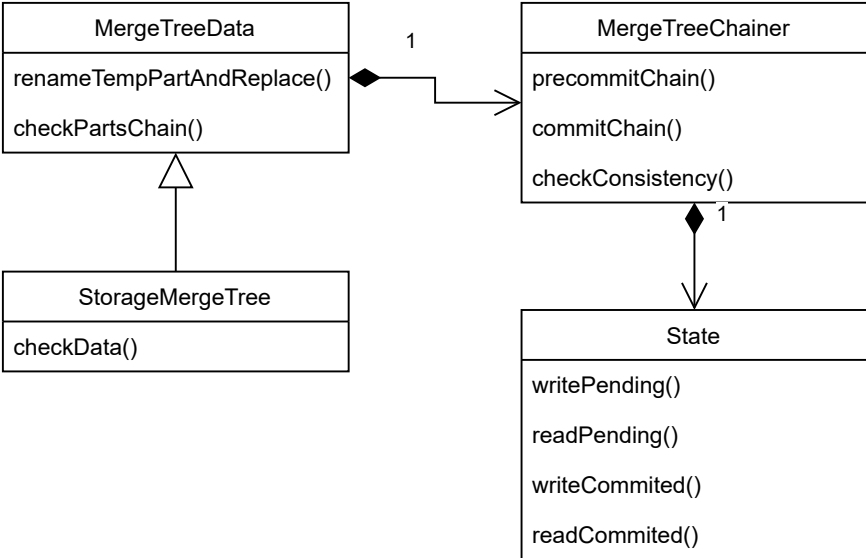 MergeTreeData
renameTempPartAndReplace()
checkPartsChain()
1
MergeTreeChainer
precommitChain()
commitChain()
checkConsistency()
1
StorageMergeTree
checkData()
State
writePending()
readPending()
writeCommited()
readCommited()